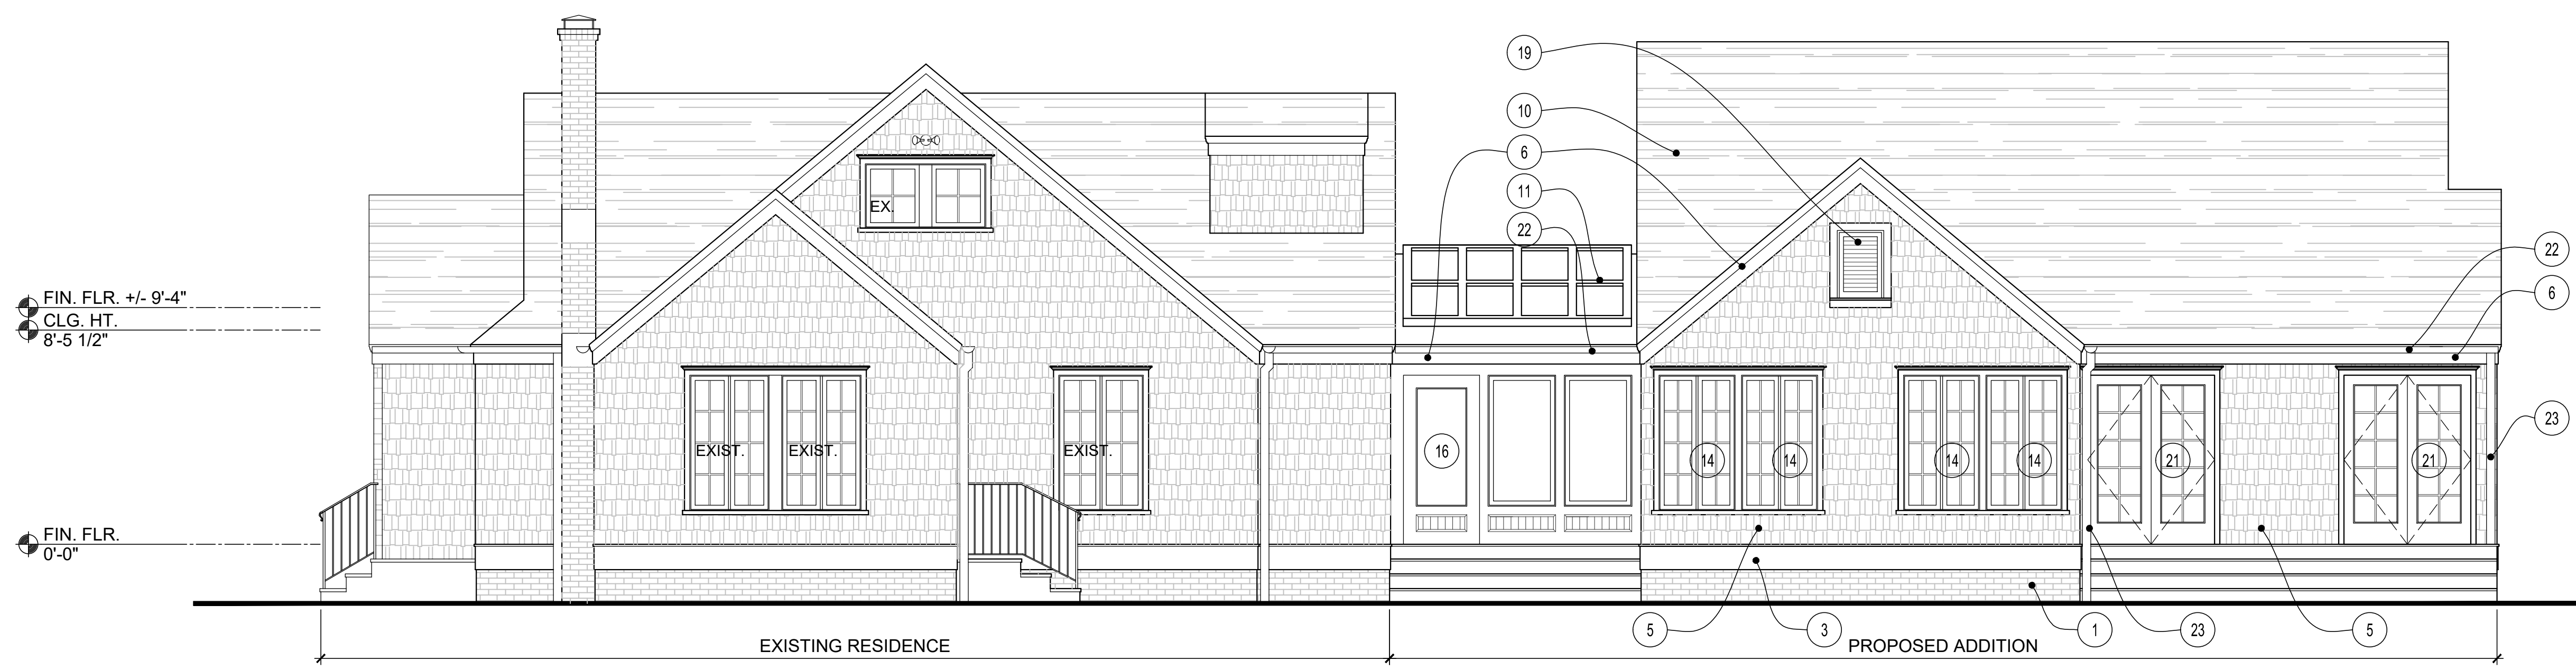 19
10
6
11
22
EX.
22
6
FIN. FLR. +/- 9'-4"
CLG. HT.
8'-5 1/2"
EXIST.
EXIST.
EXIST.
16
14
14
14
14
21
21
23
FIN. FLR.
0'-0"
5
3
1
23
5
EXISTING RESIDENCE
PROPOSED ADDITION